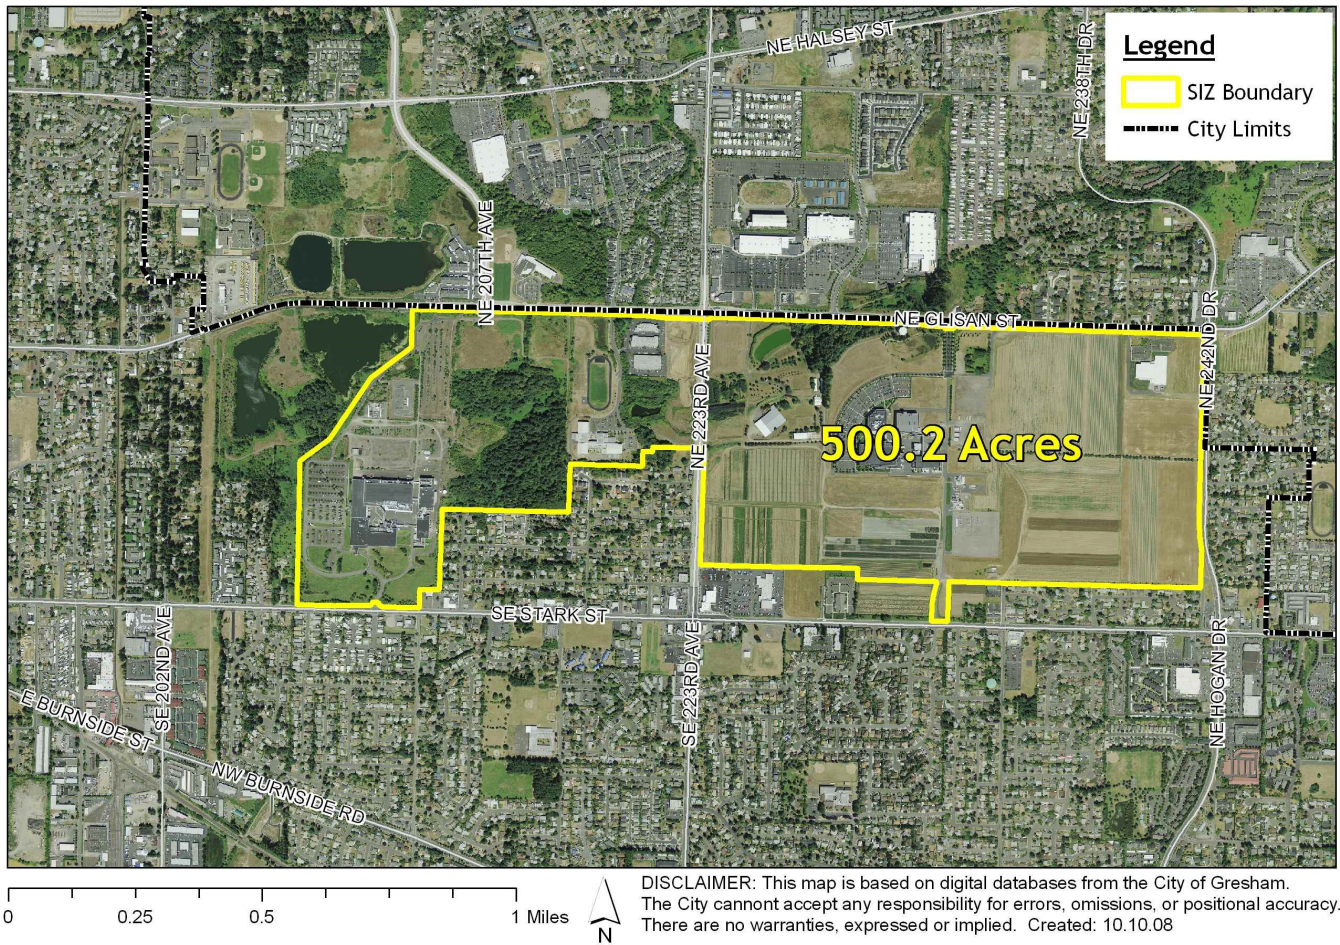 NE HALSEY ST
NE 238TH DR
Legend
SIZ Boundary
City Limits
NE 207TH AVE
NE GLISAN ST
NE 242ND DR
NE 223RD AVE
500.2 Acres
SE STARK ST
SE 202ND AVE
SE 223RD AVE
NE HOGAN DR
E BURNSIDE ST
NW BURNSIDE RD
0 0.25 0.5 1 Miles
N
DISCLAIMER: This map is based on digital databases from the City of Gresham.
The City cannont accept any responsibility for errors, omissions, or positional accuracy.
There are no warranties, expressed or implied. Created: 10.10.08